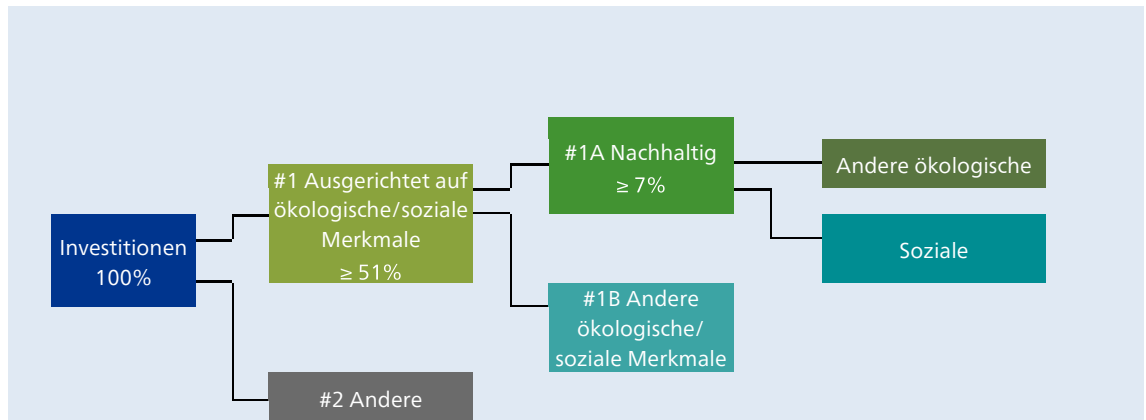 Investitionen
100%
#1 Ausgerichtet auf
ökologische/soziale
Merkmale
≥ 51%
#2 Andere
#1A Nachhaltig
≥ 7%
#1B Andere
ökologische/
soziale Merkmale
Andere ökologische
Soziale